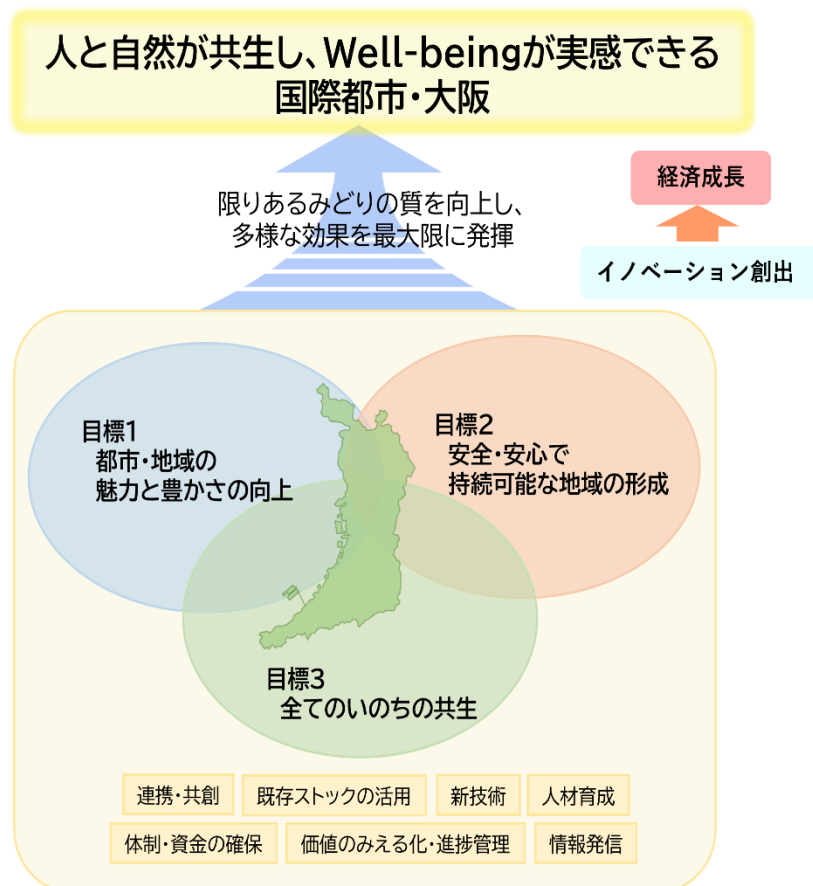 人と自然が共生し、Well-beingが実感できる
国際都市・大阪
限りあるみどりの質を向上し、
多様な効果を最大限に発揮
経済成長
イノベーション創出
目標1
都市・地域の
魅力と豊かさの向上
目標2
安全・安心で
持続可能な地域の形成
目標3
全てのいのちの共生
連携・共創
既存ストックの活用
新技術
人材育成
体制・資金の確保
価値のみえる化・進捗管理
情報発信